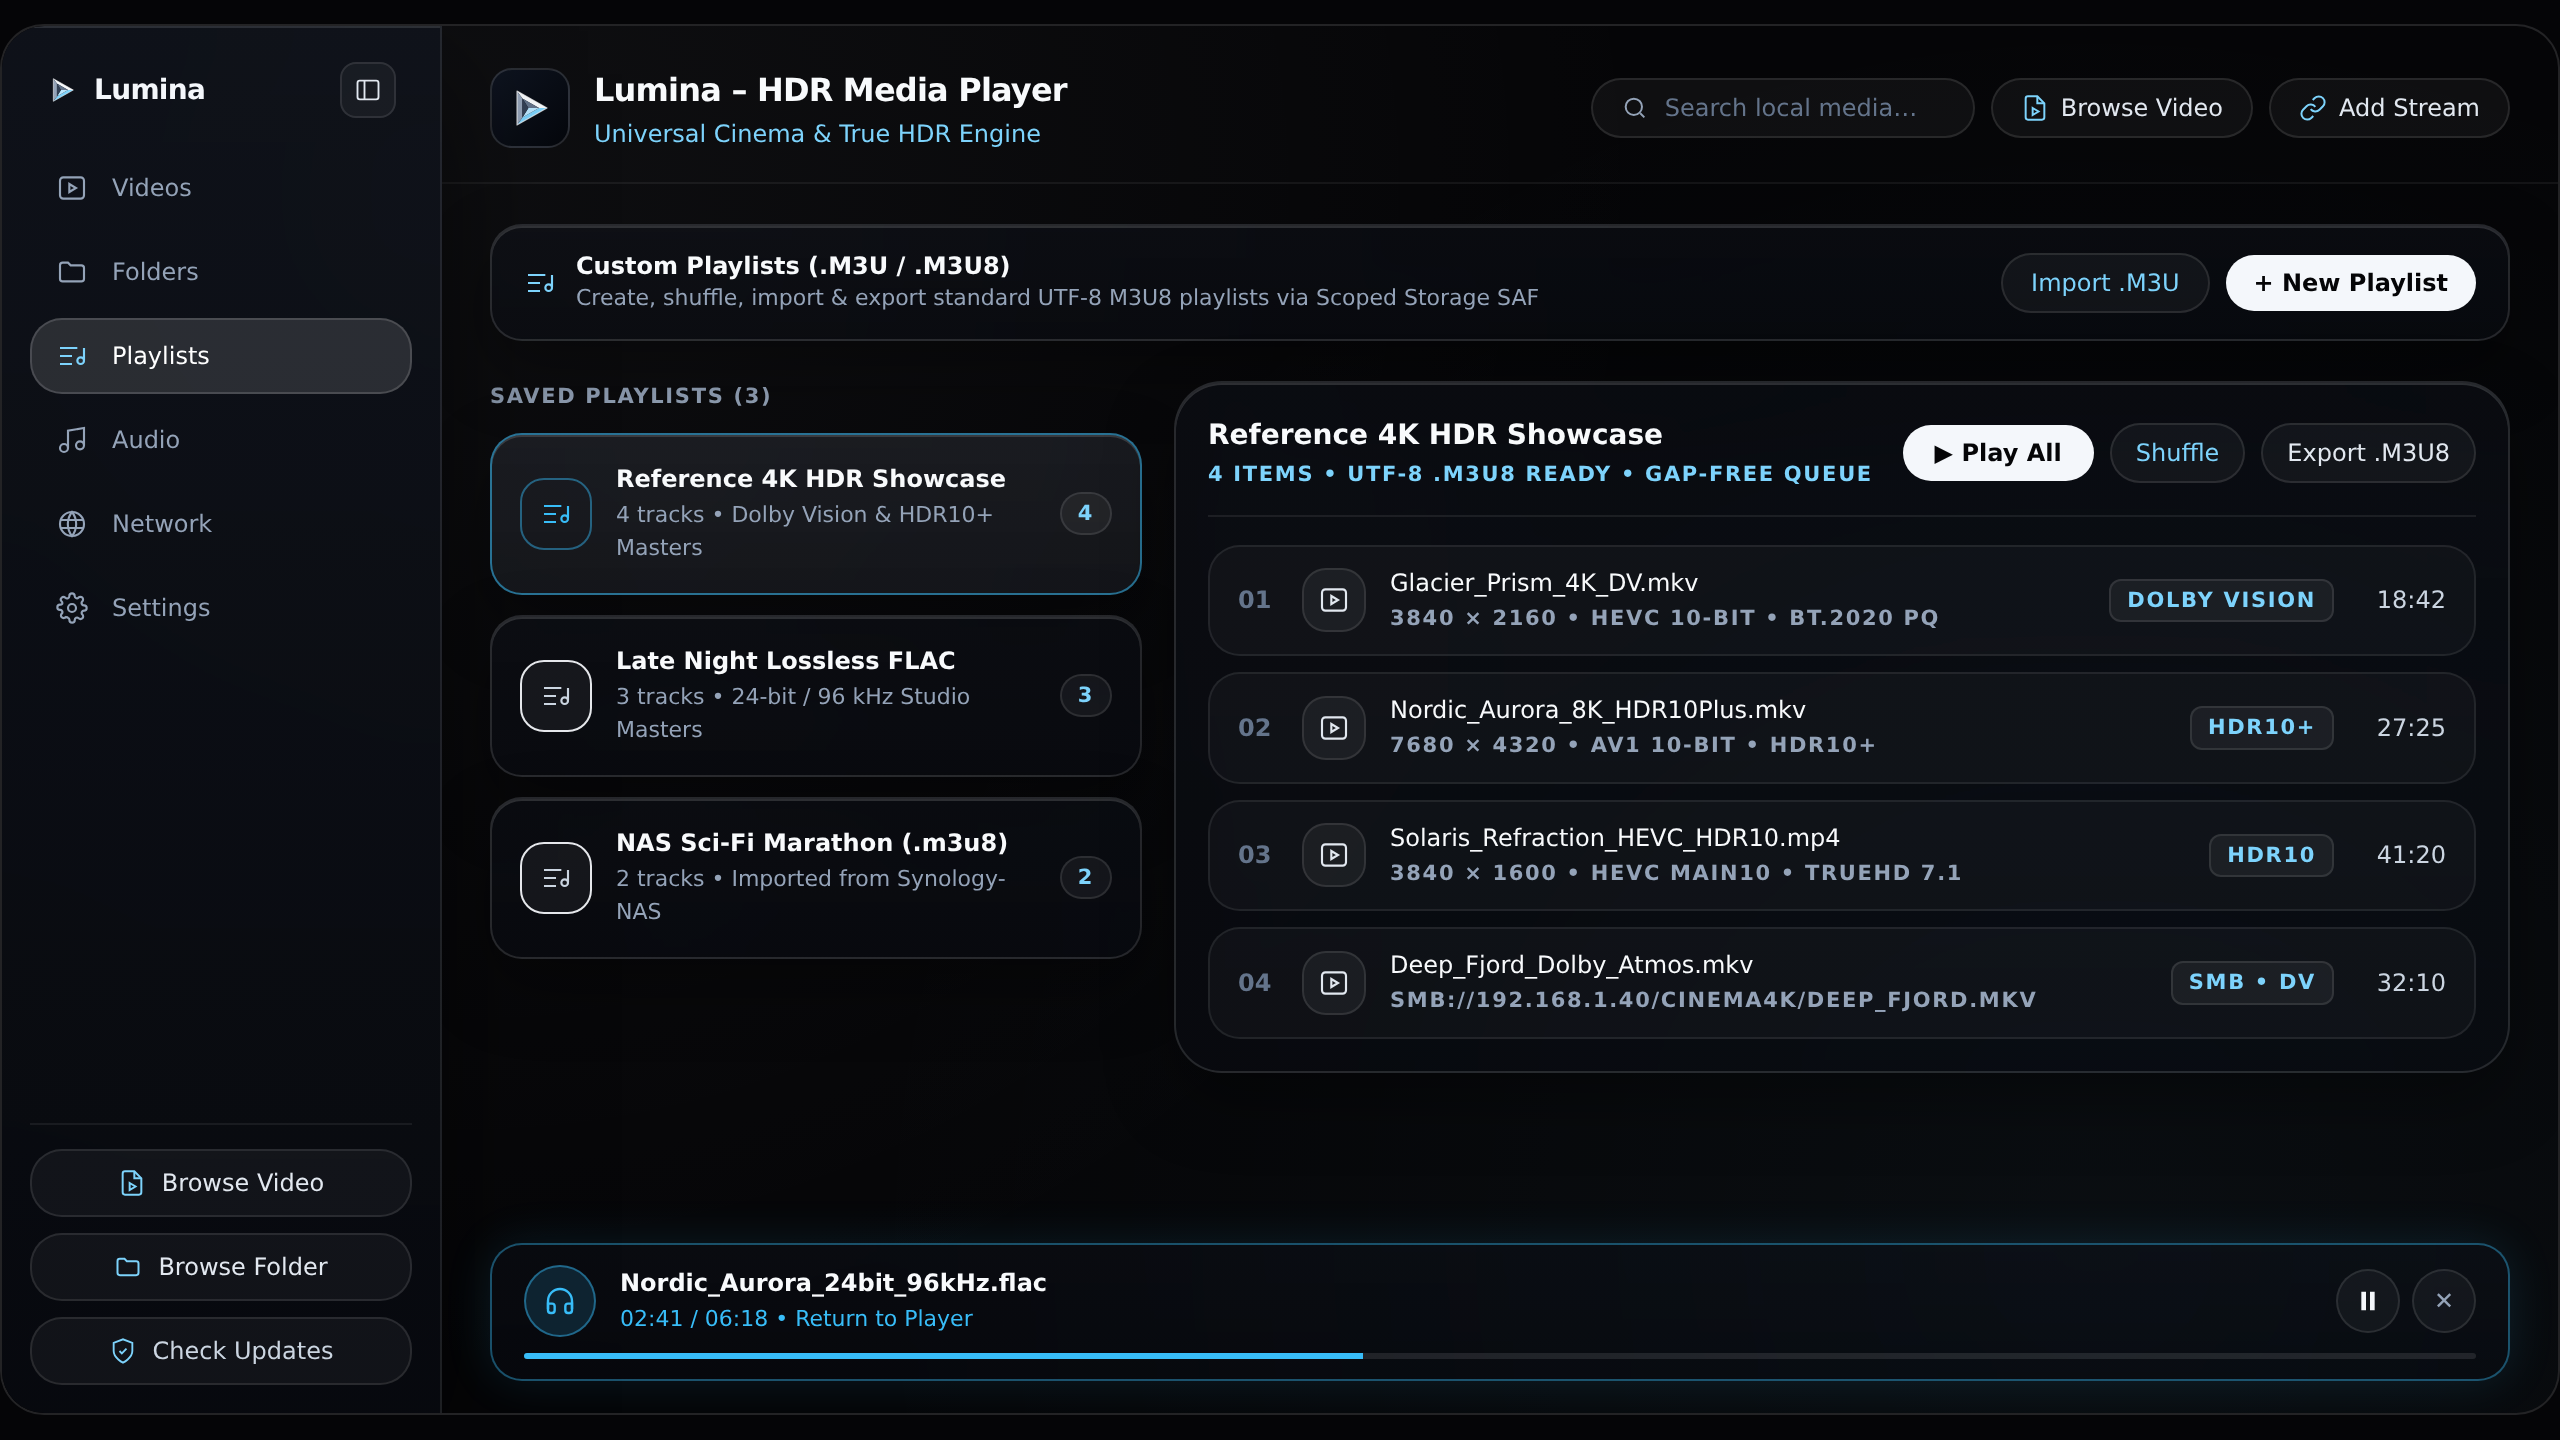 Lumina
Videos
Folders
Playlists
Audio
Network
Settings
Browse Video
Browse Folder
Check Updates
Lumina – HDR Media Player
Universal Cinema & True HDR Engine
Search local media...
Browse Video
Add Stream
Custom Playlists (.M3U / .M3U8)
Create, shuffle, import & export standard UTF-8 M3U8 playlists via Scoped Storage SAF
Import .M3U
+ New Playlist
SAVED PLAYLISTS (3)
Reference 4K HDR Showcase
4 tracks • Dolby Vision & HDR10+
Masters
4
Late Night Lossless FLAC
3 tracks • 24-bit / 96 kHz Studio
Masters
3
NAS Sci-Fi Marathon (.m3u8)
2 tracks • Imported from Synology-
NAS
2
Reference 4K HDR Showcase
4 ITEMS • UTF-8 .M3U8 READY • GAP-FREE QUEUE
▶ Play All
Shuffle
Export .M3U8
01
Glacier_Prism_4K_DV.mkv
3840 × 2160 • HEVC 10-BIT • BT.2020 PQ
DOLBY VISION
18:42
02
Nordic_Aurora_8K_HDR10Plus.mkv
7680 × 4320 • AV1 10-BIT • HDR10+
HDR10+
27:25
03
Solaris_Refraction_HEVC_HDR10.mp4
3840 × 1600 • HEVC MAIN10 • TRUEHD 7.1
HDR10
41:20
04
Deep_Fjord_Dolby_Atmos.mkv
SMB://192.168.1.40/CINEMA4K/DEEP_FJORD.MKV
SMB • DV
32:10
Nordic_Aurora_24bit_96kHz.flac
02:41 / 06:18 • Return to Player